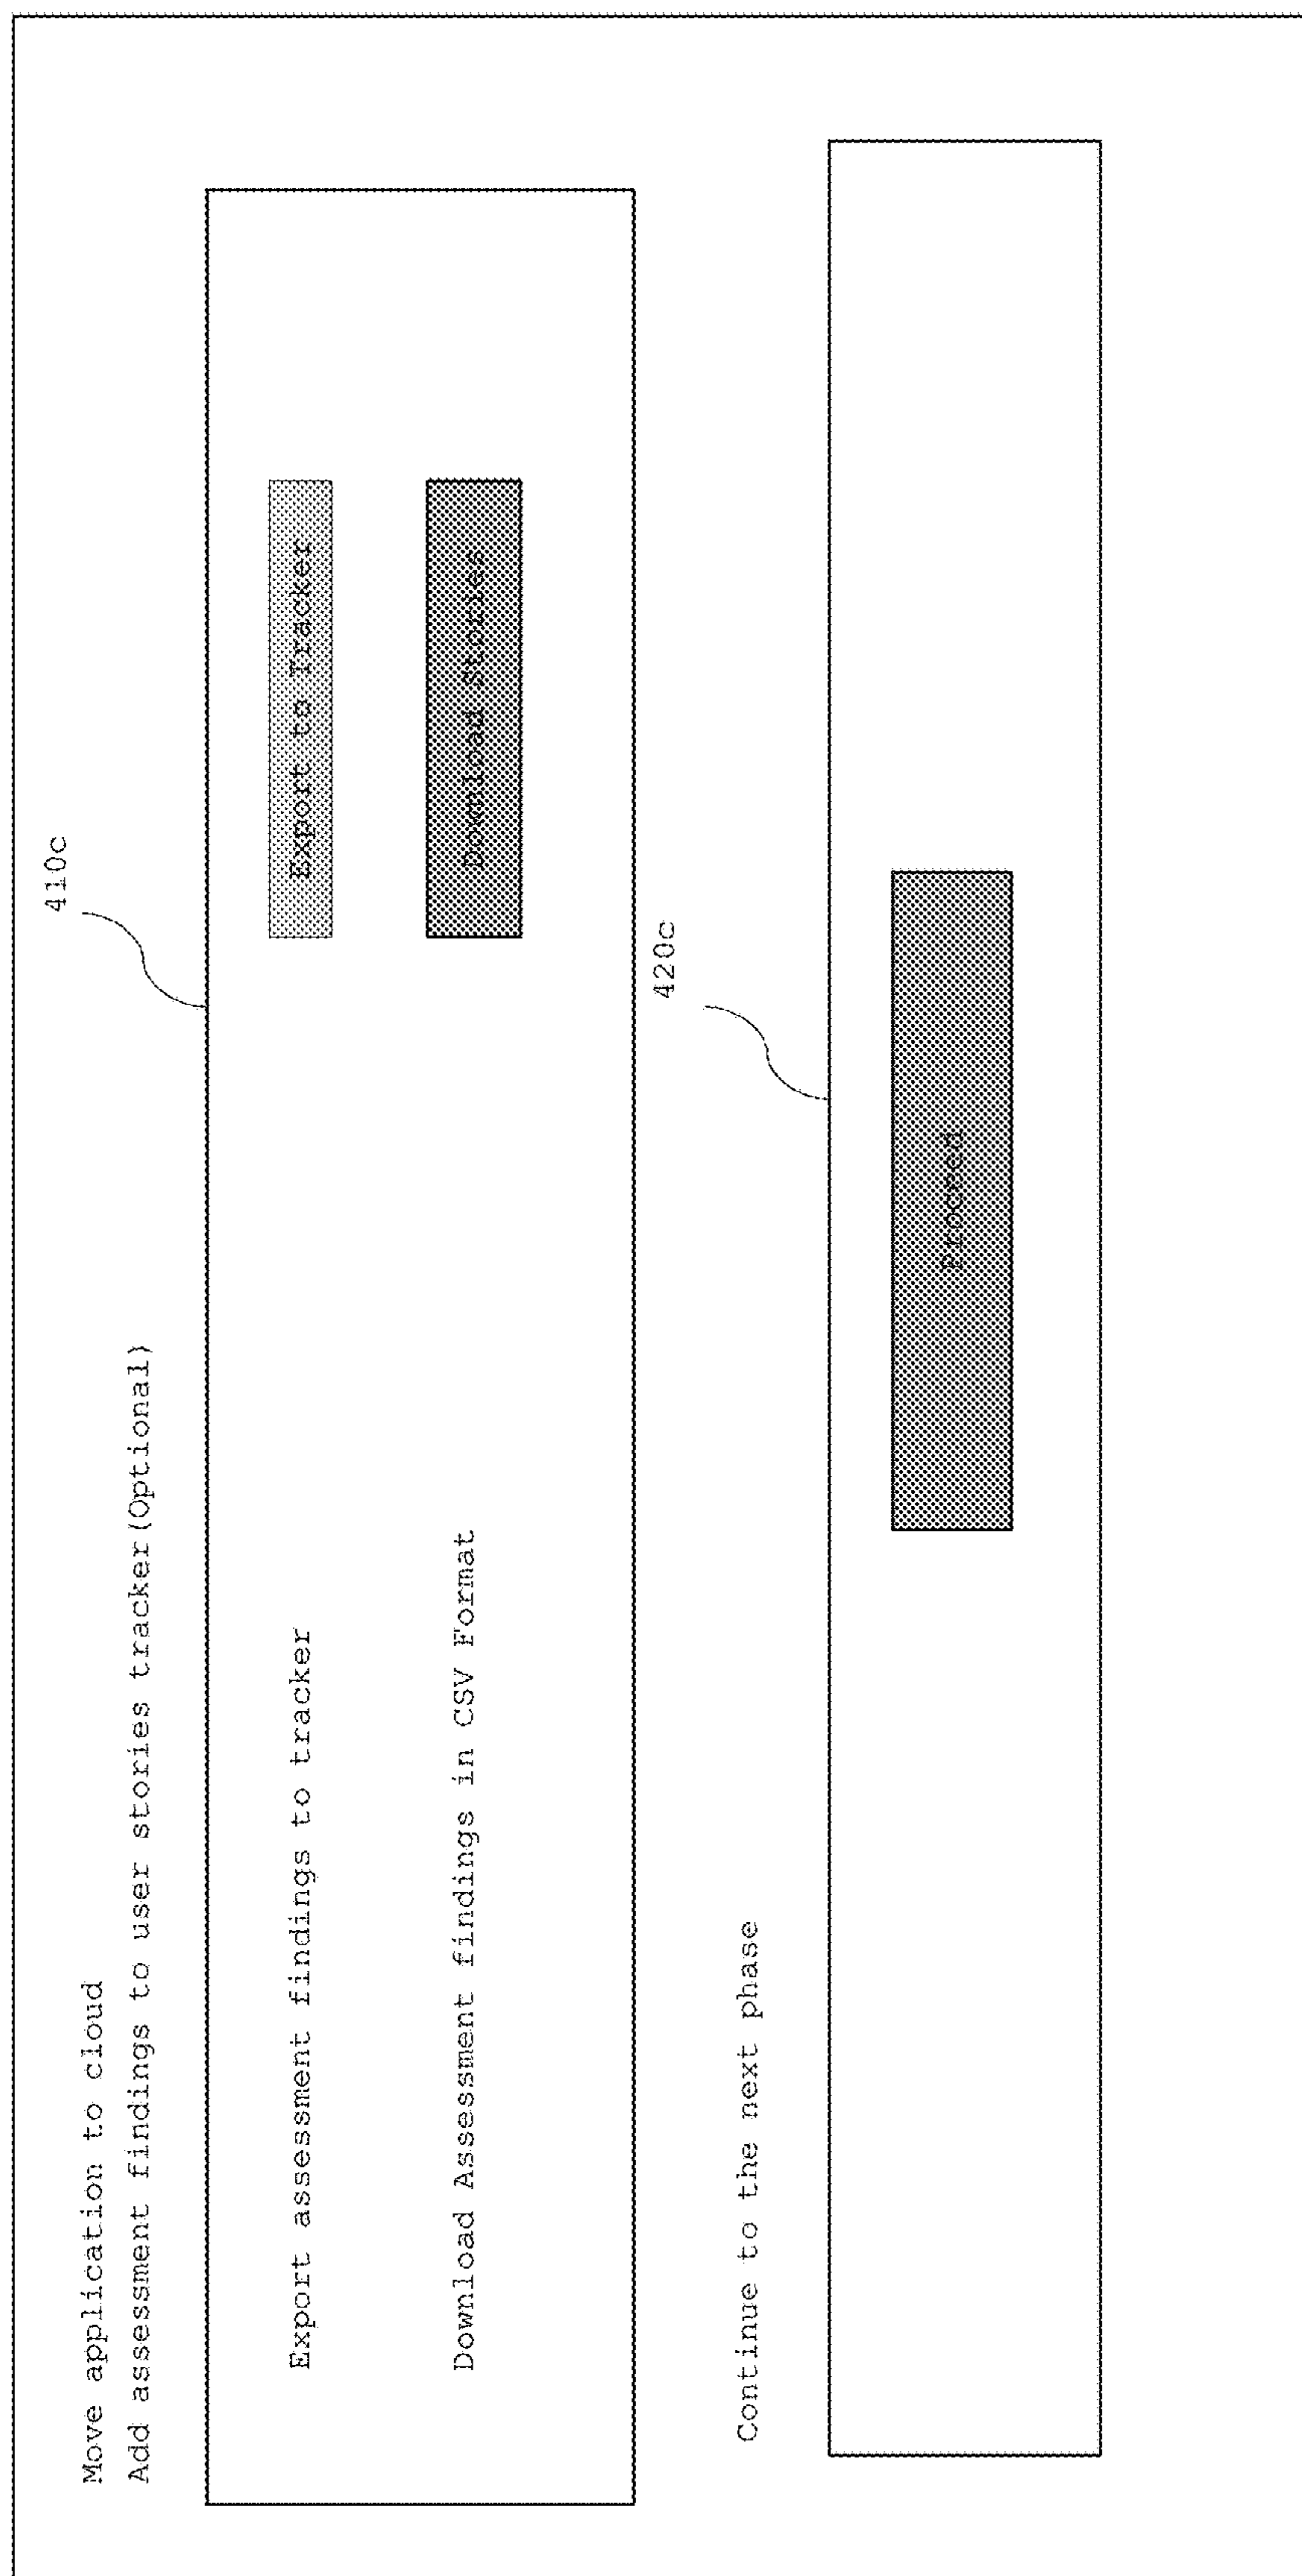 Move application to cloud
Add assessment findings to user stories tracker(Optional)
410c
Export assessment findings to tracker
Export to Tracker
Download Assessment findings in CSV Format
Download Stories
420c
Continue to the next phase
Proceed